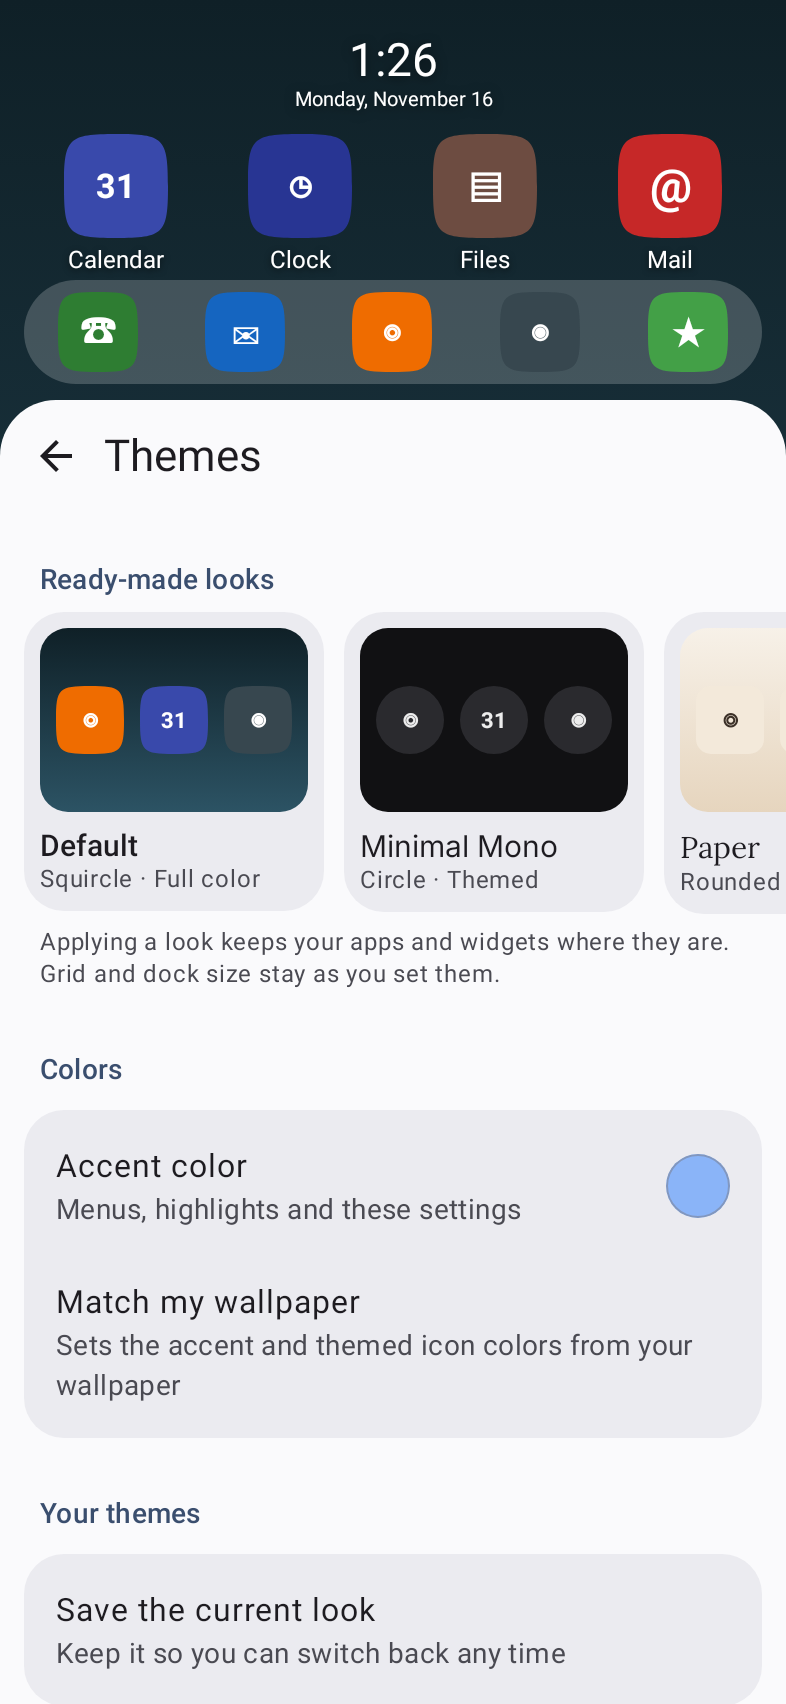 1:26
Monday, November 16
31
@
Calendar
Clock
Files
Mail
Themes
Ready-made looks
31
31
Default
Squircle · Full color
Minimal Mono
Circle · Themed
Paper
Rounded
Applying a look keeps your apps and widgets where they are.
Grid and dock size stay as you set them.
Colors
Accent color
Menus, highlights and these settings
Match my wallpaper
Sets the accent and themed icon colors from your
wallpaper
Your themes
Save the current look
Keep it so you can switch back any time